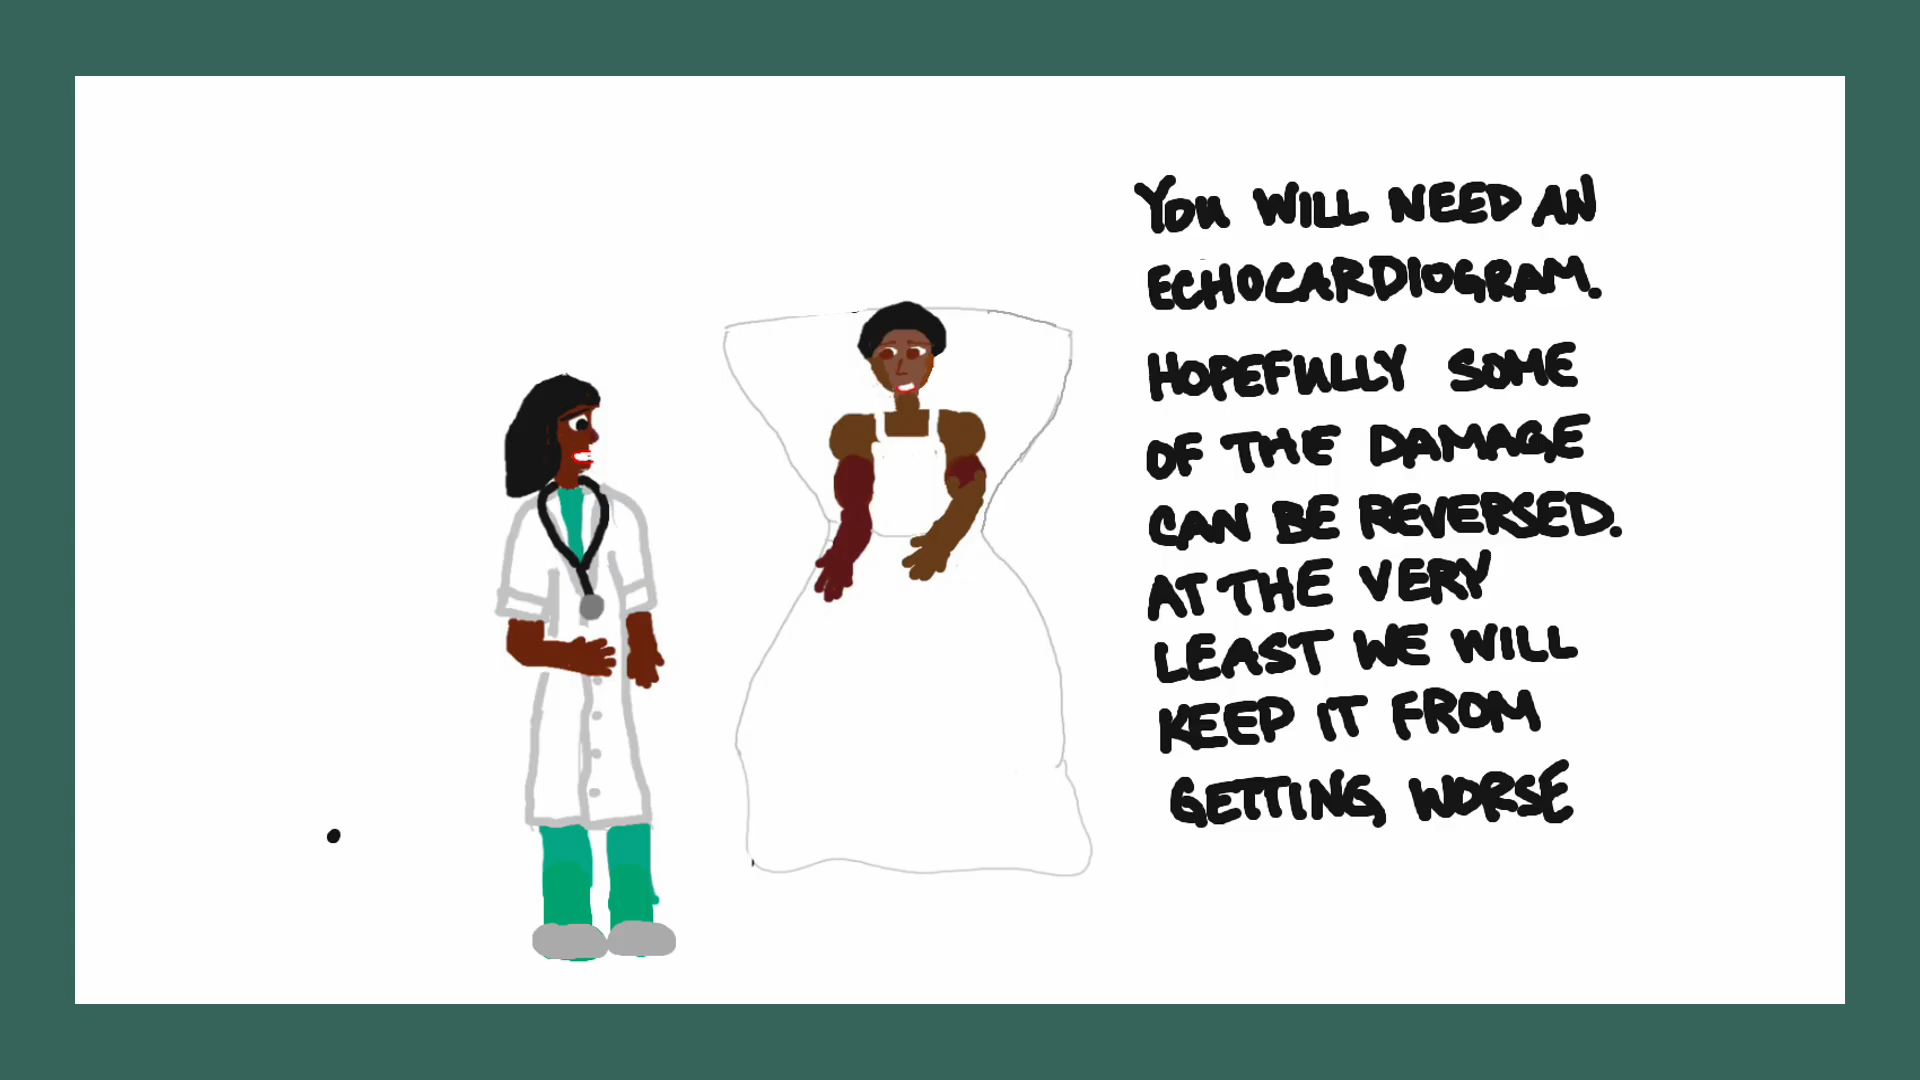 YOU WILL NEED AN
ECHOCARDIOGRAM.
HOPEFULLY SOME
OF THE DAMAGE
CAN BE REVERSED.
AT THE VERY
LEAST WE WILL
KEEP IT FROM
GETTING WORSE